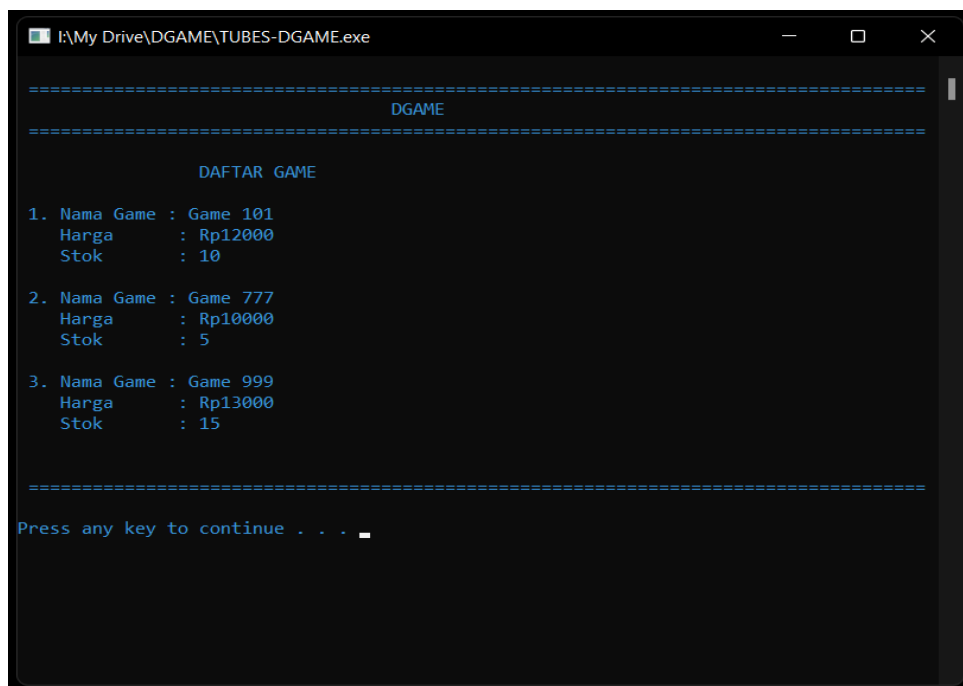 I:\My Drive\DGAME\TUBES-DGAME.exe
====================================================================================
DGAME
====================================================================================
DAFTAR GAME
1. Nama Game : Game 101
Harga : Rp12000
Stok : 10
2. Nama Game : Game 777
Harga : Rp10000
Stok : 5
3. Nama Game : Game 999
Harga : Rp13000
Stok : 15
====================================================================================
Press any key to continue . . .